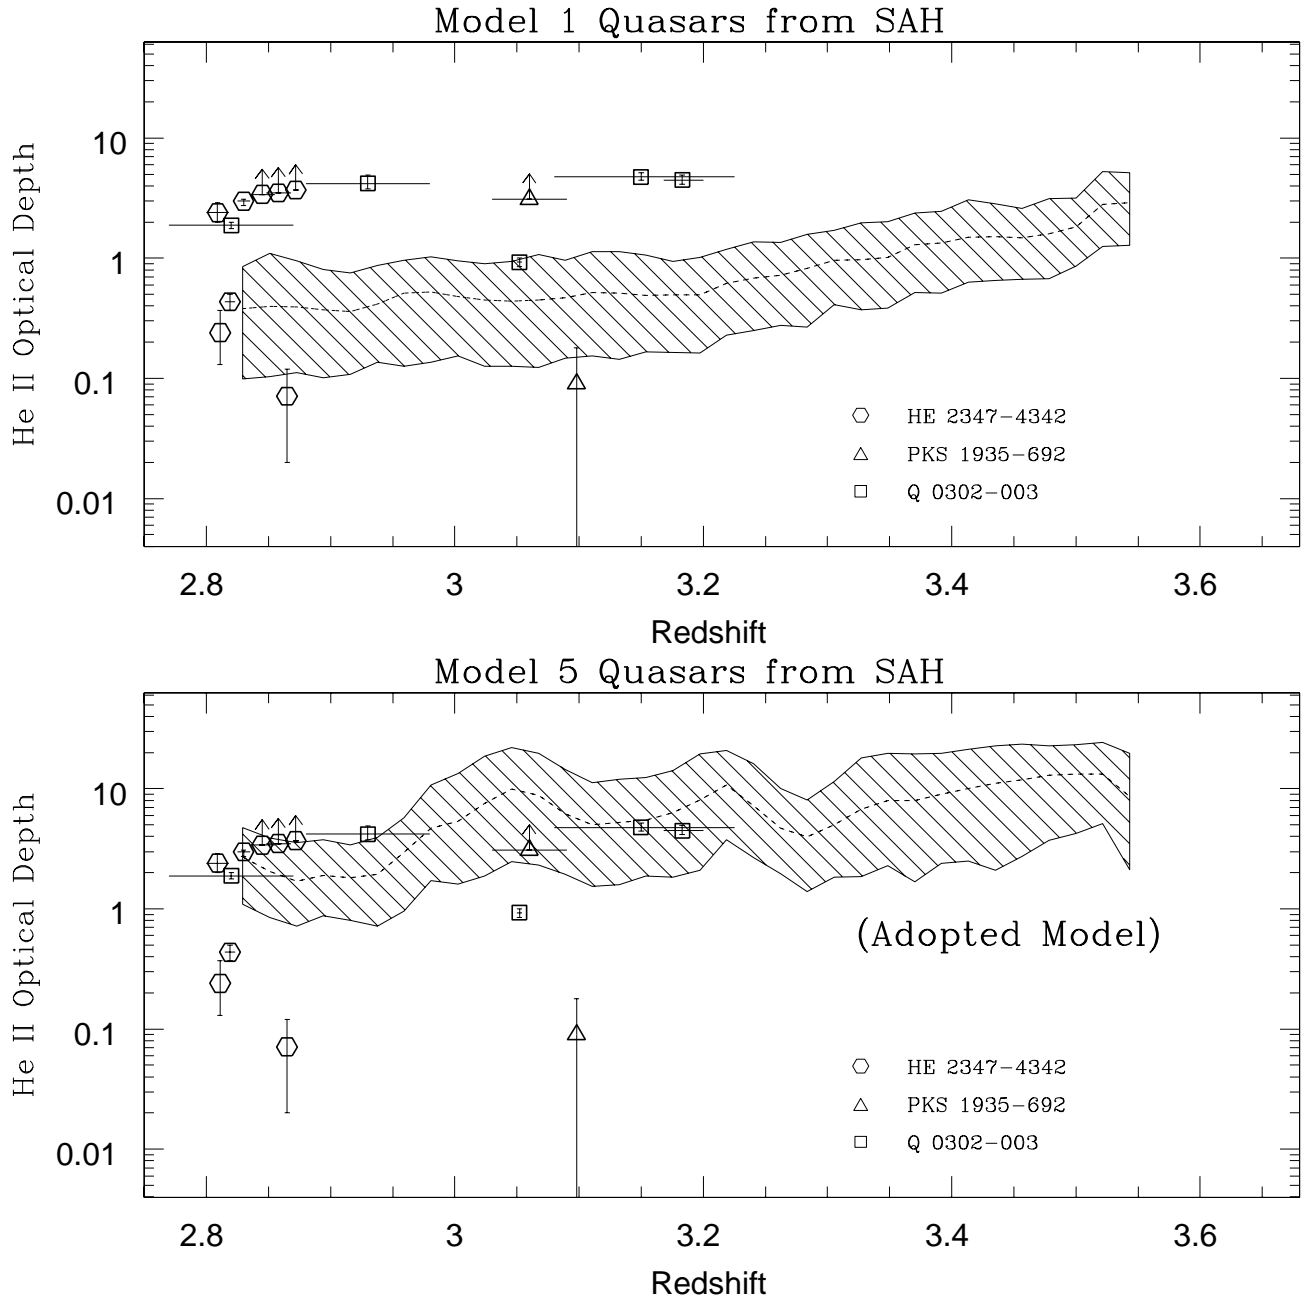 Model 1 Quasars from SAH
He II Optical Depth
10
1
0.1
0.01
HE 2347-4342
PKS 1935-692
Q 0302-003
2.8 3 3.2 3.4 3.6
Redshift
Model 5 Quasars from SAH
He II Optical Depth
10
1
0.1
0.01
(Adopted Model)
HE 2347-4342
PKS 1935-692
Q 0302-003
2.8 3 3.2 3.4 3.6
Redshift